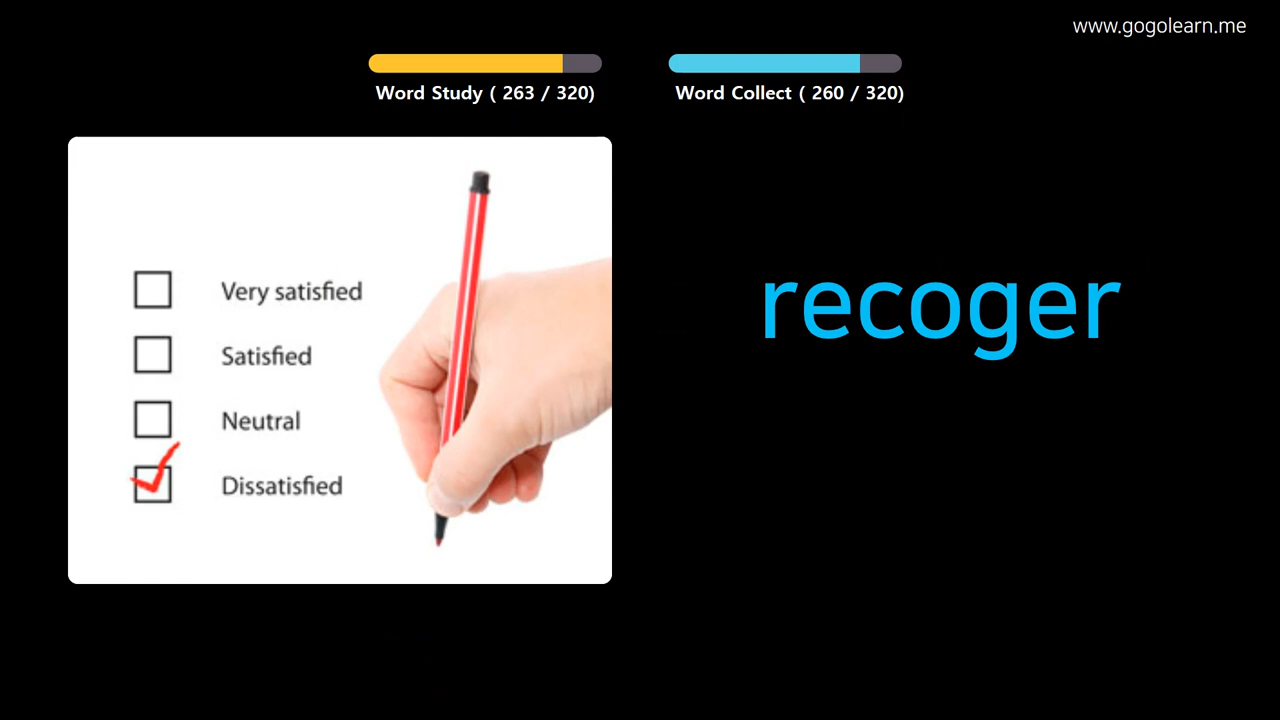 www.gogolearn.me
Word Study ( 263 / 320)
Word Collect ( 260 / 320)
Very satisfied
Satisfied
Neutral
Dissatisfied
recoger